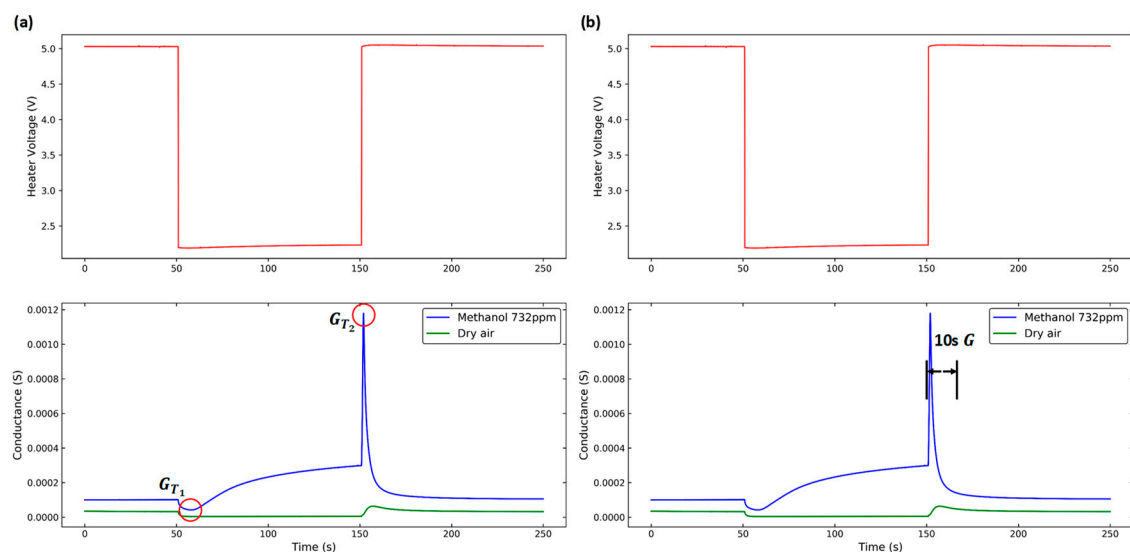 (a)
5.0
4.5
4.0
3.5
3.0
2.5
Heater Voltage (V)
0 50 100 150 200 250
0.0012
0.0010
0.0008
0.0006
0.0004
0.0002
0.0000
Conductance (S)
G_T1
G_T2
Methanol 732ppm
Dry air
0 50 100 150 200 250
Time (s)
(b)
5.0
4.5
4.0
3.5
3.0
2.5
Heater Voltage (V)
0 50 100 150 200 250
0.0012
0.0010
0.0008
0.0006
0.0004
0.0002
0.0000
Conductance (S)
10s G
Methanol 732ppm
Dry air
0 50 100 150 200 250
Time (s)